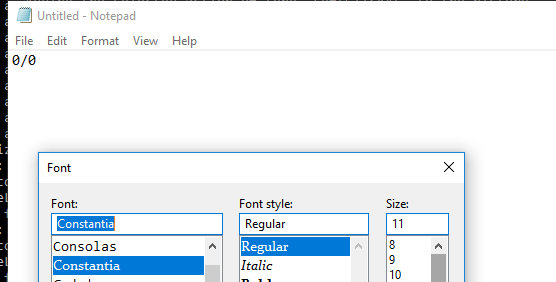 Untitled - Notepad
File Edit Format View Help
0/0
Font
Font: Font style: Size:
Constantia Regular 11
Consolas Regular 8
Constantia Italic 9
10